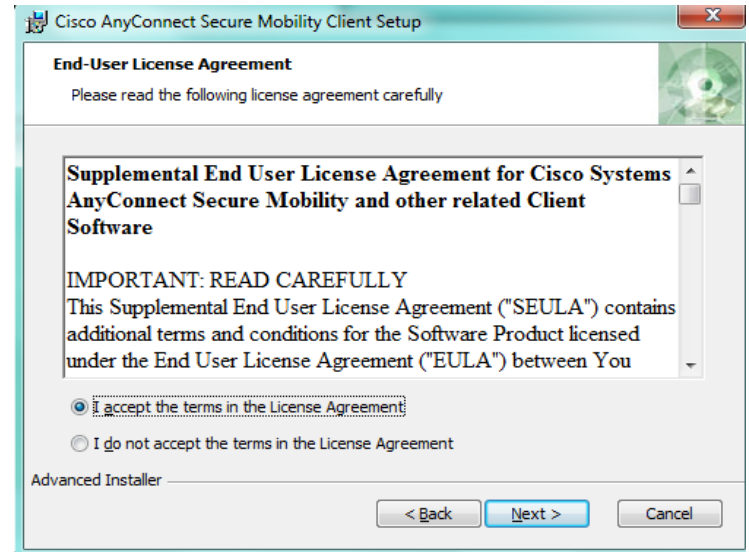 Cisco AnyConnect Secure Mobility Client Setup
End-User License Agreement
Please read the following license agreement carefully
Supplemental End User License Agreement for Cisco Systems
AnyConnect Secure Mobility and other related Client
Software
IMPORTANT: READ CAREFULLY
This Supplemental End User License Agreement ("SEULA") contains
additional terms and conditions for the Software Product licensed
under the End User License Agreement ("EULA") between You
I accept the terms in the License Agreement
I do not accept the terms in the License Agreement
Advanced Installer
< Back Next > Cancel